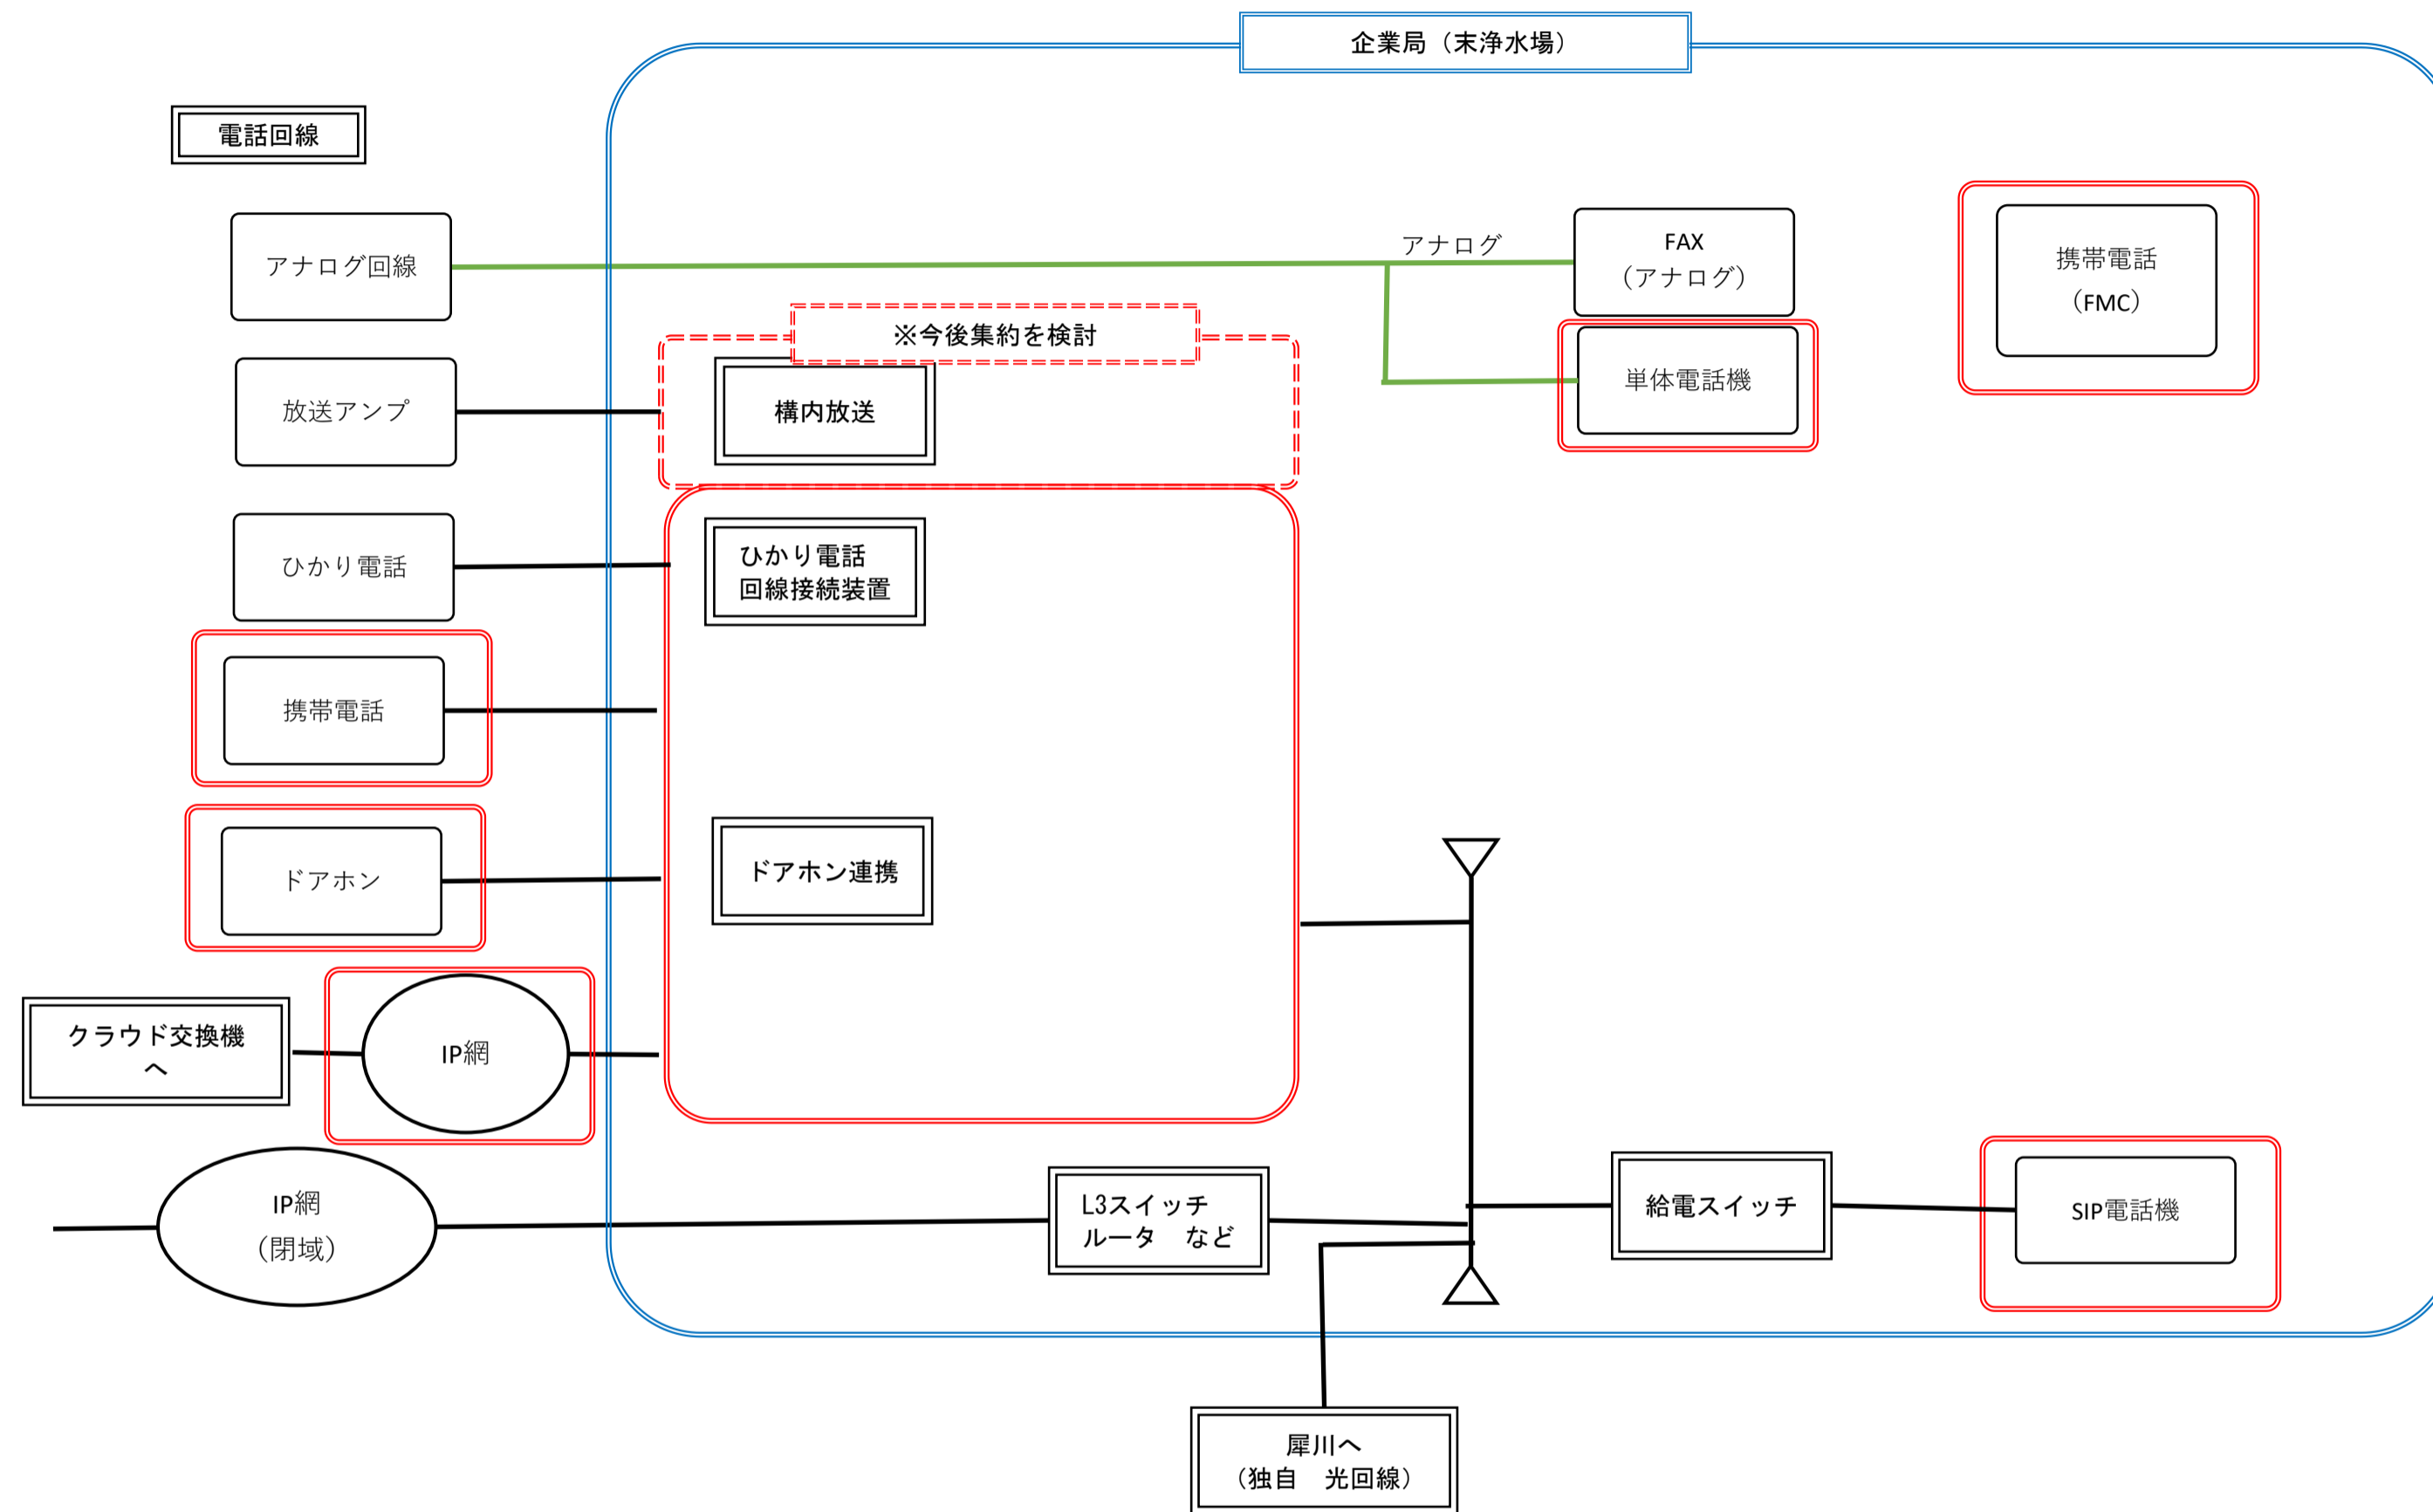 企業局（末浄水場）
電話回線
アナログ回線
アナログ
FAX
（アナログ）
携帯電話
（FMC）
※今後集約を検討
単体電話機
放送アンプ
構内放送
ひかり電話
ひかり電話
回線接続装置
携帯電話
ドアホン
ドアホン連携
クラウド交換機
へ
IP網
IP網
（閉域）
L3スイッチ
ルータ　など
給電スイッチ
SIP電話機
犀川へ
（独自　光回線）